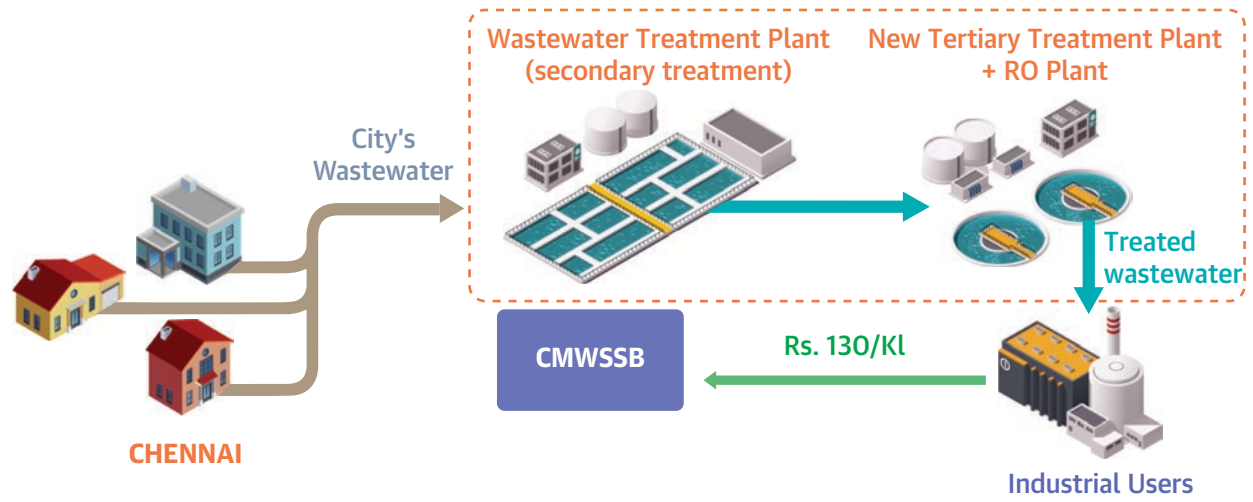 Wastewater Treatment Plant
(secondary treatment)
New Tertiary Treatment Plant
+ RO Plant
City's
Wastewater
Treated
wastewater
CMWSSB
Rs. 130/Kl
CHENNAI
Industrial Users